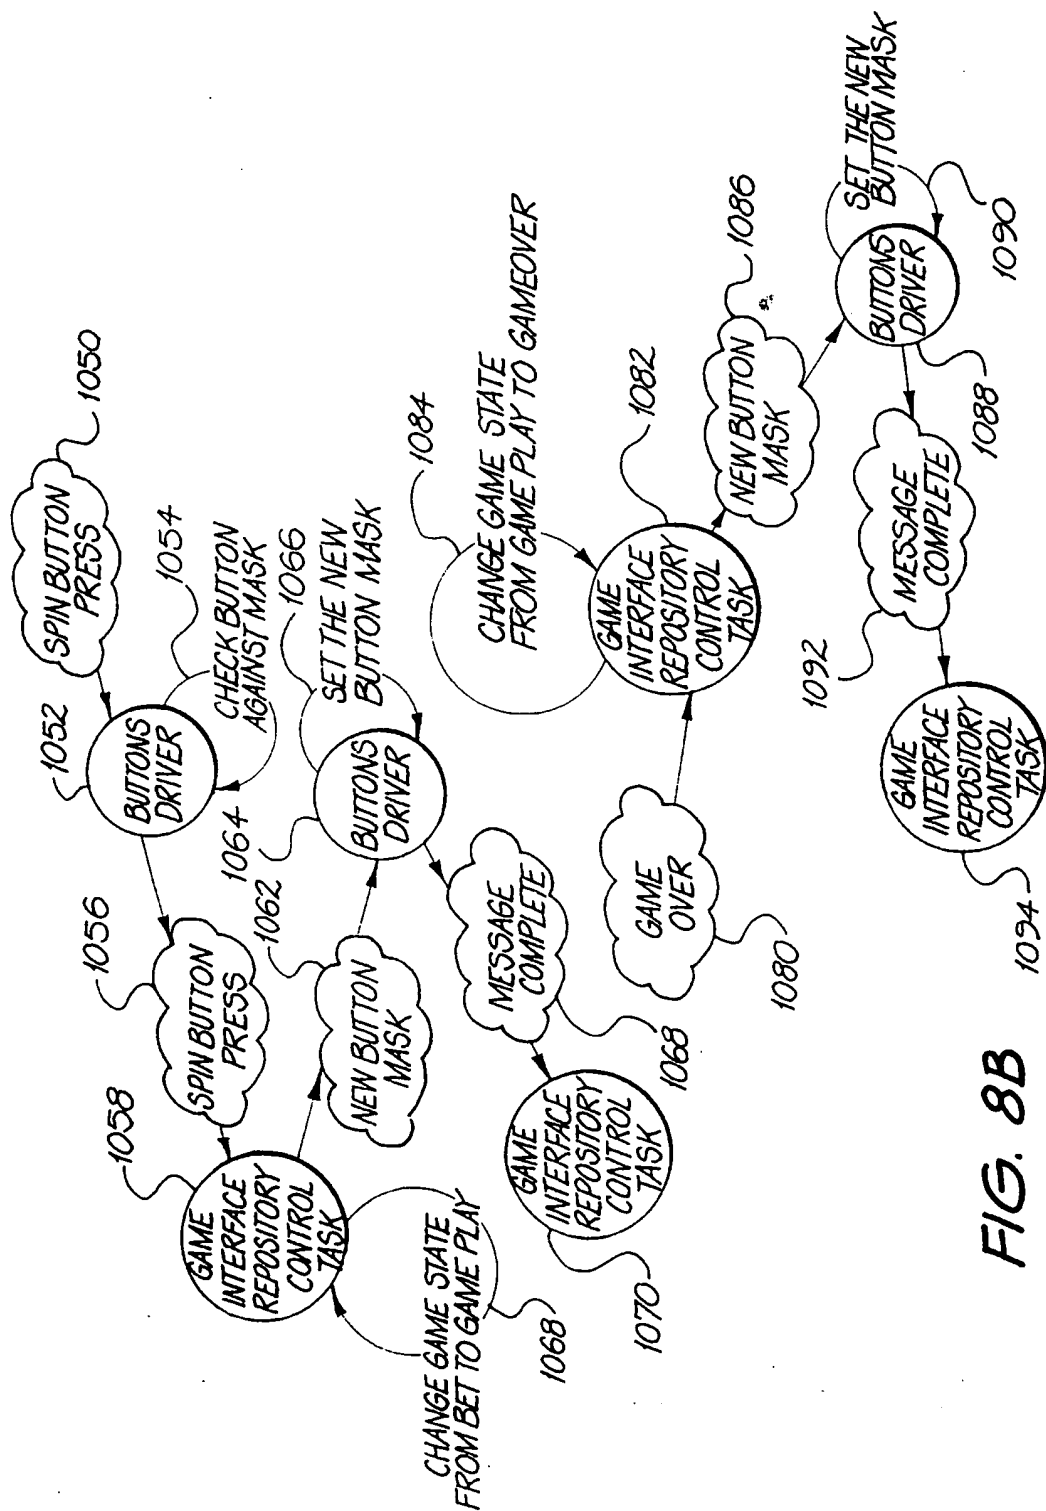 SPIN BUTTON
PRESS
1050
1052
BUTTONS
DRIVER
1054
CHECK BUTTON
AGAINST MASK
1056
SPIN BUTTON
PRESS
1058
GAME
INTERFACE
REPOSITORY
CONTROL
TASK
CHANGE GAME STATE
FROM BET TO GAME PLAY
1068
1062
NEW BUTTON
MASK
1064
BUTTONS
DRIVER
1066
SET THE NEW
BUTTON MASK
MESSAGE
COMPLETE
1068
GAME
INTERFACE
REPOSITORY
CONTROL
TASK
1070
GAME
OVER
1080
GAME
INTERFACE
REPOSITORY
CONTROL
TASK
1082
1084
CHANGE GAME STATE
FROM GAME PLAY TO GAMEOVER
NEW BUTTON
MASK
1086
BUTTONS
DRIVER
1088
SET THE NEW
BUTTON MASK
1090
MESSAGE
COMPLETE
1092
GAME
INTERFACE
REPOSITORY
CONTROL
TASK
1094
FIG. 8B